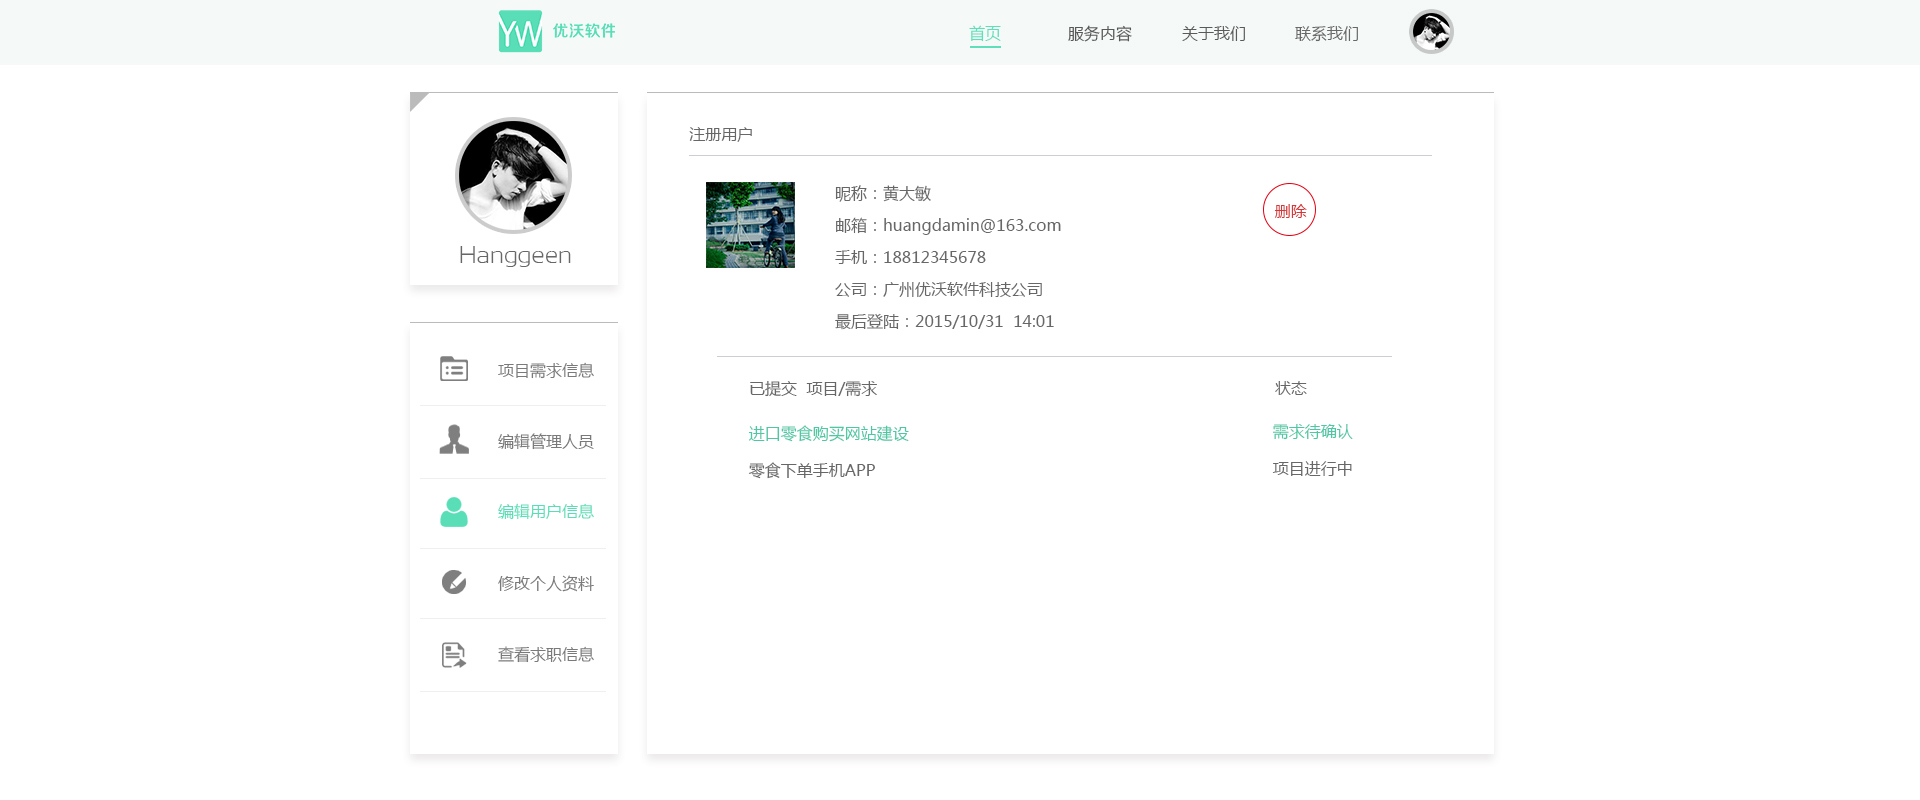 YW 优沃软件
首页 服务内容 关于我们 联系我们
Hanggeen
项目需求信息
编辑管理人员
编辑用户信息
修改个人资料
查看求职信息
注册用户
昵称：黄大敏
邮箱：huangdamin@163.com
手机：18812345678
公司：广州优沃软件科技公司
最后登陆：2015/10/31 14:01
删除
已提交 项目/需求 状态
进口零食购买网站建设 需求待确认
零食下单手机APP 项目进行中